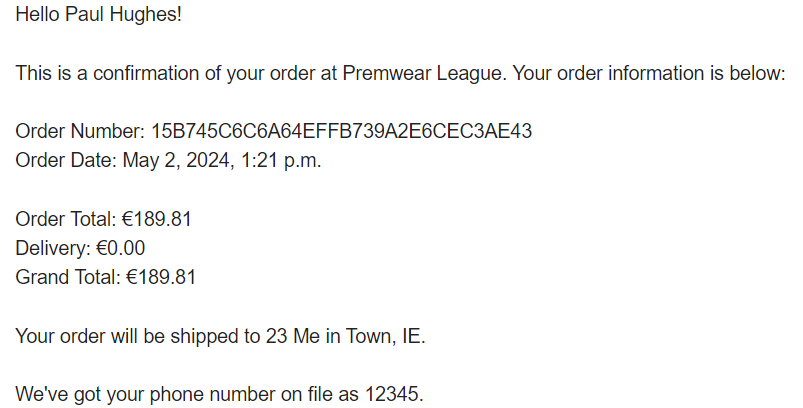 Hello Paul Hughes!
This is a confirmation of your order at Premwear League. Your order information is below:
Order Number: 15B745C6C6A64EFFB739A2E6CEC3AE43
Order Date: May 2, 2024, 1:21 p.m.
Order Total: €189.81
Delivery: €0.00
Grand Total: €189.81
Your order will be shipped to 23 Me in Town, IE.
We've got your phone number on file as 12345.